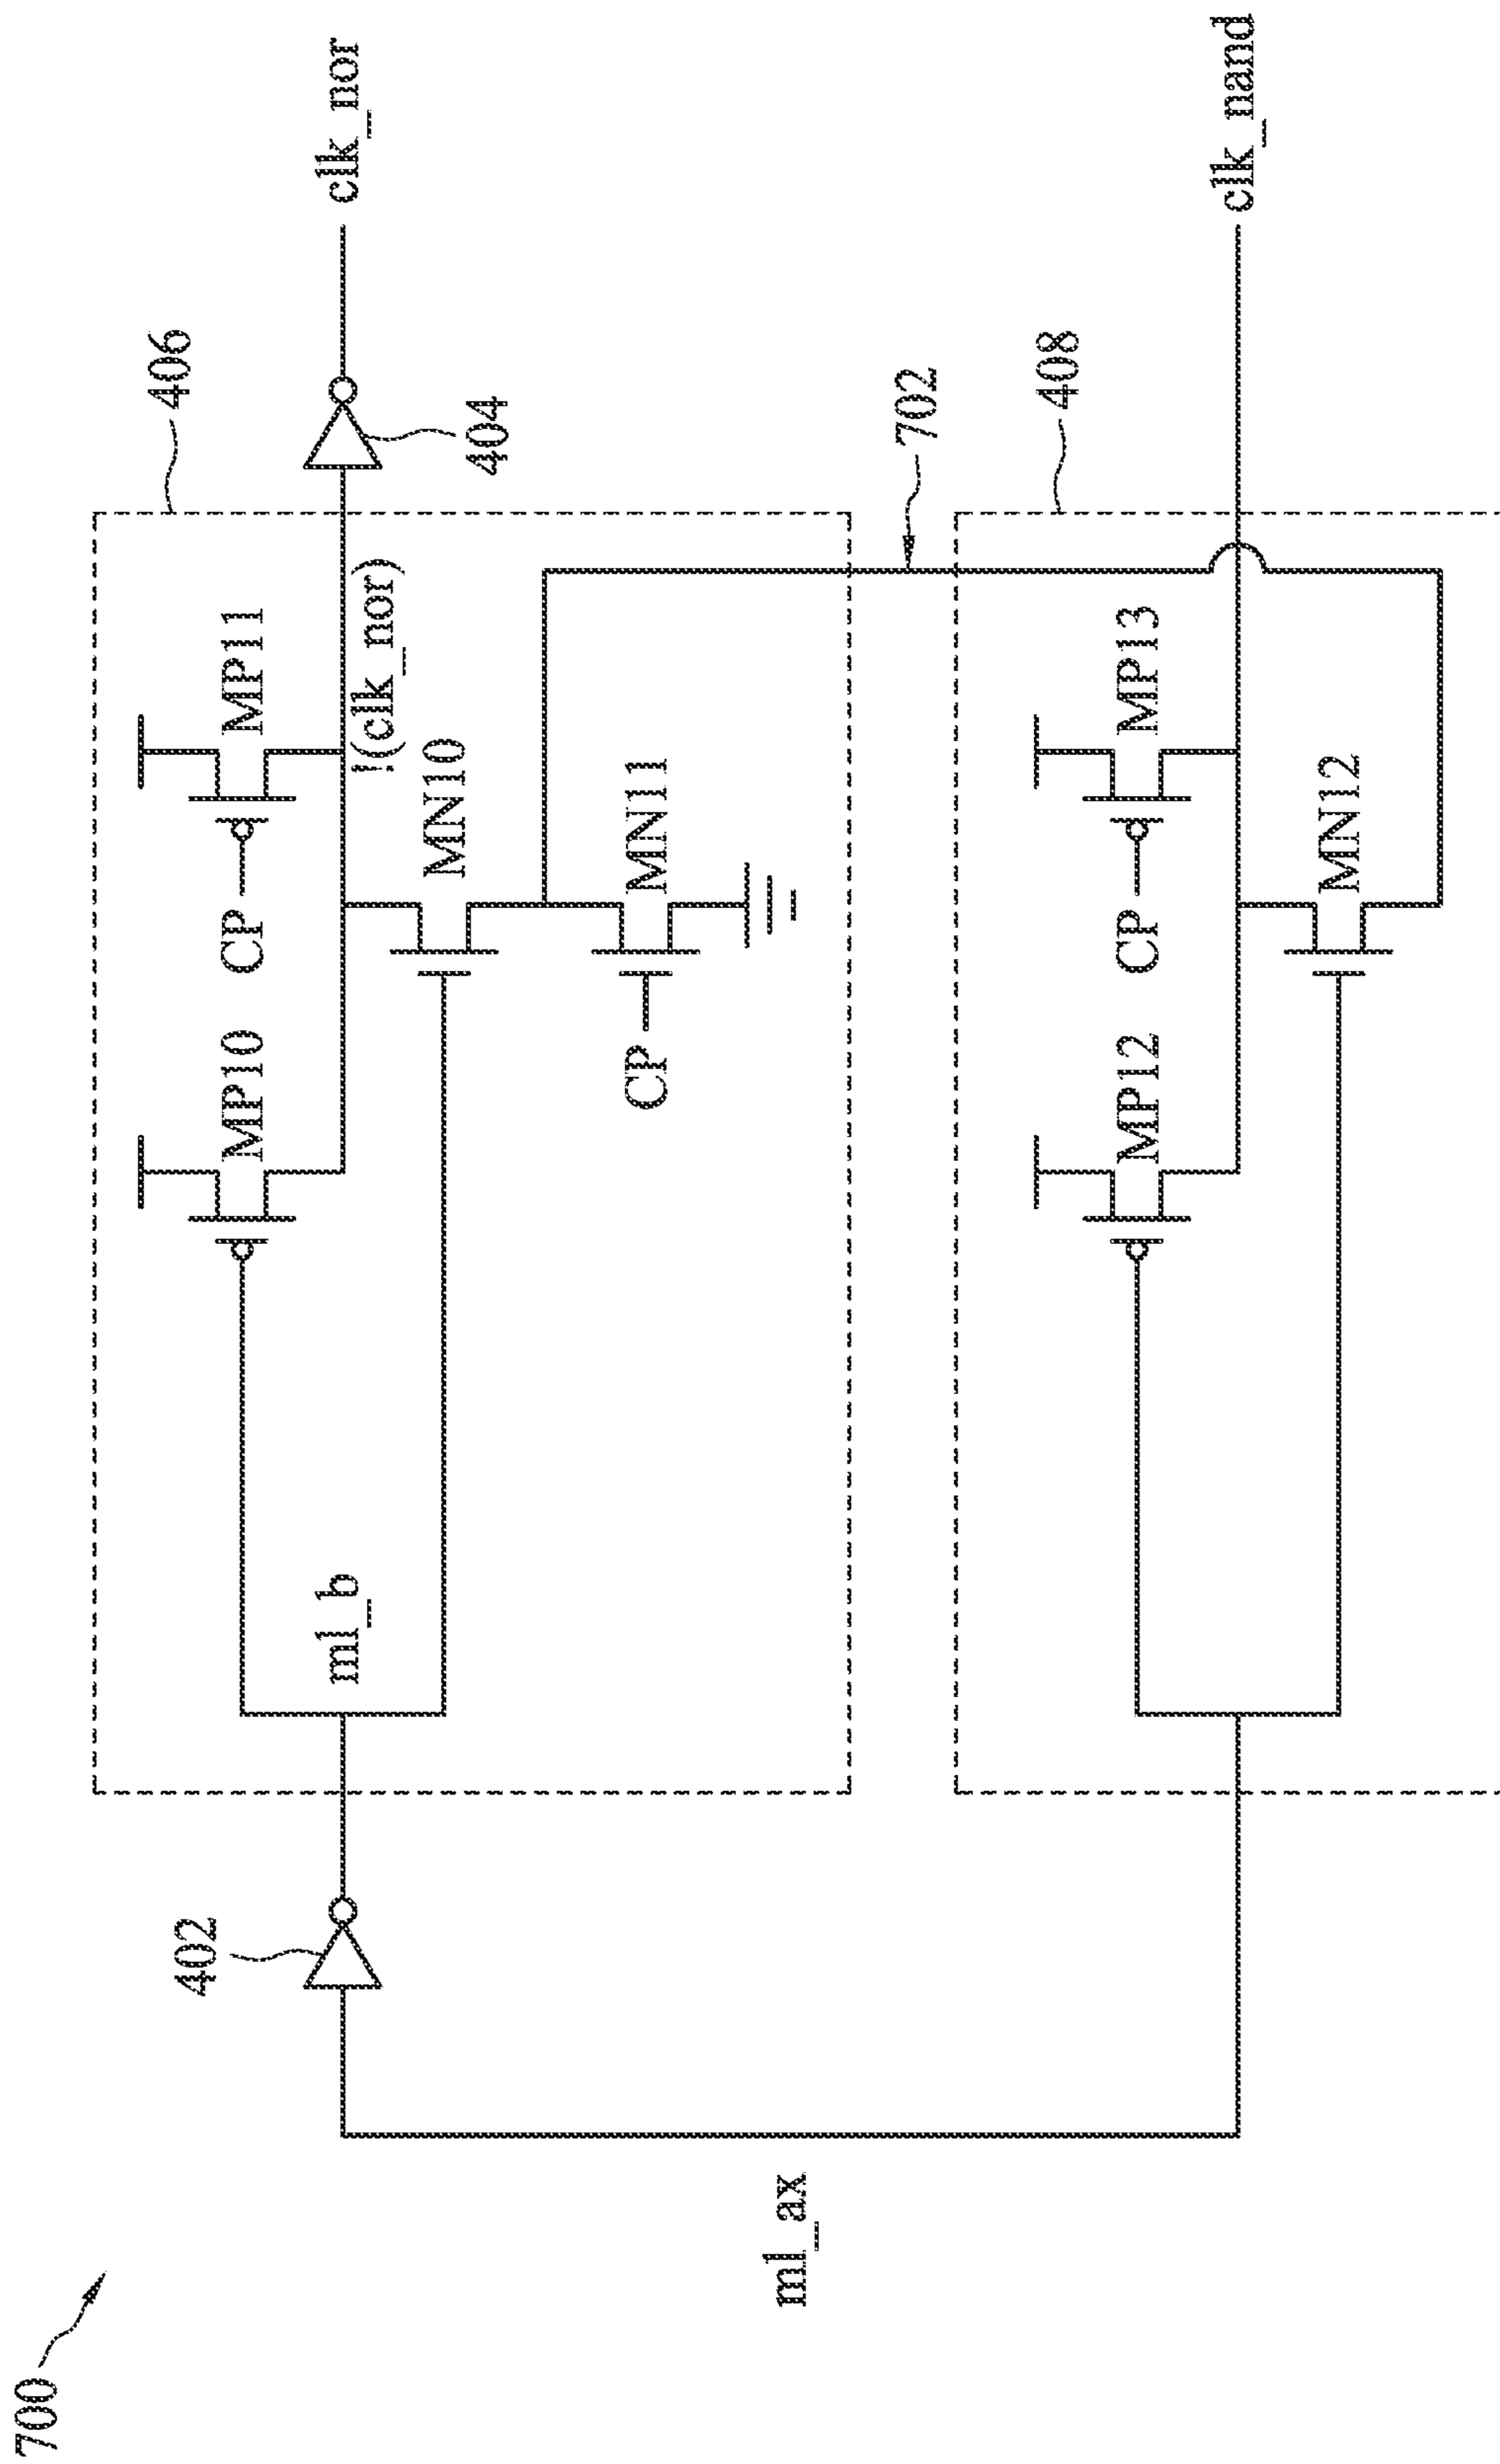 700
406
402
MP10
CP
MP11
ml_b
clk_nor
!(clk_nor)
MN10
404
CP
MN11
ml_ax
702
408
MP12
CP
MP13
clk_nand
MN12